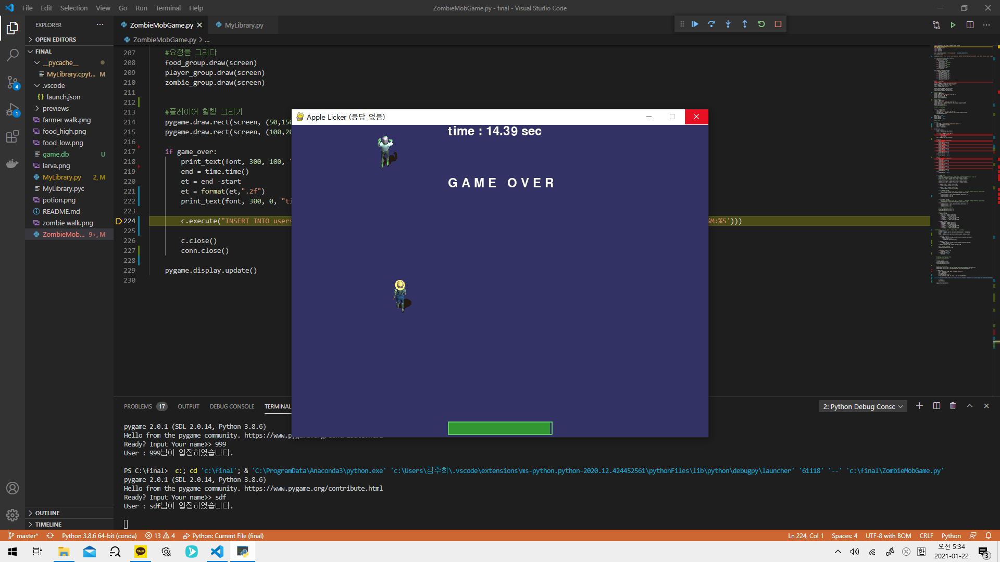 File Edit Selection View Go Run Terminal Help
ZombieMobGame.py - final - Visual Studio Code
EXPLORER
OPEN EDITORS
FINAL
__pycache__
MyLibrary.cpyt... M
.vscode
launch.json
previews
farmer walk.png
food_high.png
food_low.png
game.db U
larva.png
MyLibrary.py 2, M
MyLibrary.pyc
potion.png
README.md
zombie walk.png
ZombieMob... 9+, M
OUTLINE
TIMELINE
4
1
ZombieMobGame.py
MyLibrary.py
ZombieMobGame.py > ...
207 #요정을 그리다
208 food_group.draw(screen)
209 player_group.draw(screen)
210 zombie_group.draw(screen)
211
212
213 #플레이어 혈행 그리기
214 pygame.draw.rect(screen, (50,150
215 pygame.draw.rect(screen, (100,20
216
217 if game_over:
218 print_text(font, 300, 100, "
219 end = time.time()
220 et = end -start
221 et = format(et,".2f")
222 print_text(font, 300, 0, "ti
223
224 c.execute("INSERT INTO users %M:%S')))
225
226 c.close()
227 conn.close()
228
229 pygame.display.update()
230
Apple Licker (응답 없음)
time : 14.39 sec
G A M E O V E R
PROBLEMS 17 OUTPUT DEBUG CONSOLE TERMINAL
2: Python Debug Consc
pygame 2.0.1 (SDL 2.0.14, Python 3.8.6)
Hello from the pygame community. https://www.pygame.org/contribute.html
Ready? Input Your name>> 999
User : 999님이 입장하였습니다.
PS C:\final> c:; cd 'c:\final'; & 'C:\ProgramData\Anaconda3\python.exe' 'c:\Users\김주희\.vscode\extensions\ms-python.python-2020.12.424452561\pythonFiles\lib\python\debugpy\launcher' '61118' '--' 'c:\final\ZombieMobGame.py'
pygame 2.0.1 (SDL 2.0.14, Python 3.8.6)
Hello from the pygame community. https://www.pygame.org/contribute.html
Ready? Input Your name>> sdf
User : sdf님이 입장하였습니다.
master* Python 3.8.6 64-bit (conda) 13 4 Python: Current File (final)
Ln 224, Col 1 Spaces: 4 UTF-8 with BOM CRLF Python
TALK
한
오전 5:34
2021-01-22
3